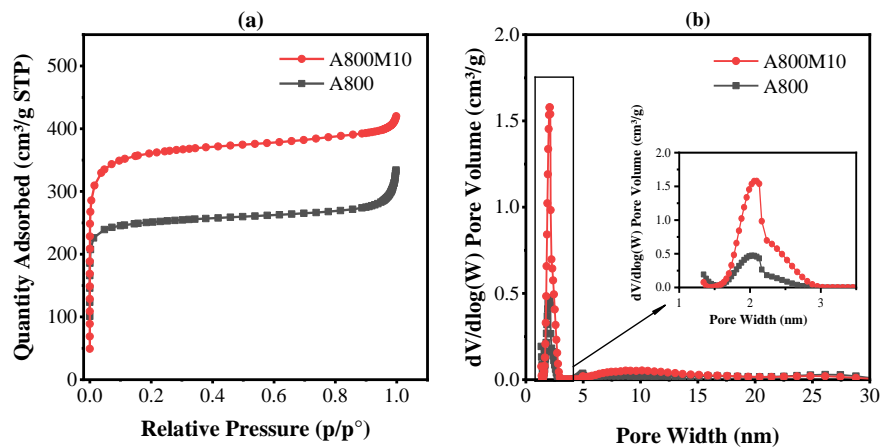 (a)
Quantity Adsorbed (cm³/g STP)
500
400
300
200
100
0
A800M10
A800
0.0 0.2 0.4 0.6 0.8 1.0
Relative Pressure (p/p°)
(b)
dV/dlog(W) Pore Volume (cm³/g)
2.0
1.5
1.0
0.5
0.0
A800M10
A800
dV/dlog(W) Pore Volume (cm³/g)
2.0
1.5
1.0
0.5
0.0
1 2 3
Pore Width (nm)
0 5 10 15 20 25 30
Pore Width (nm)